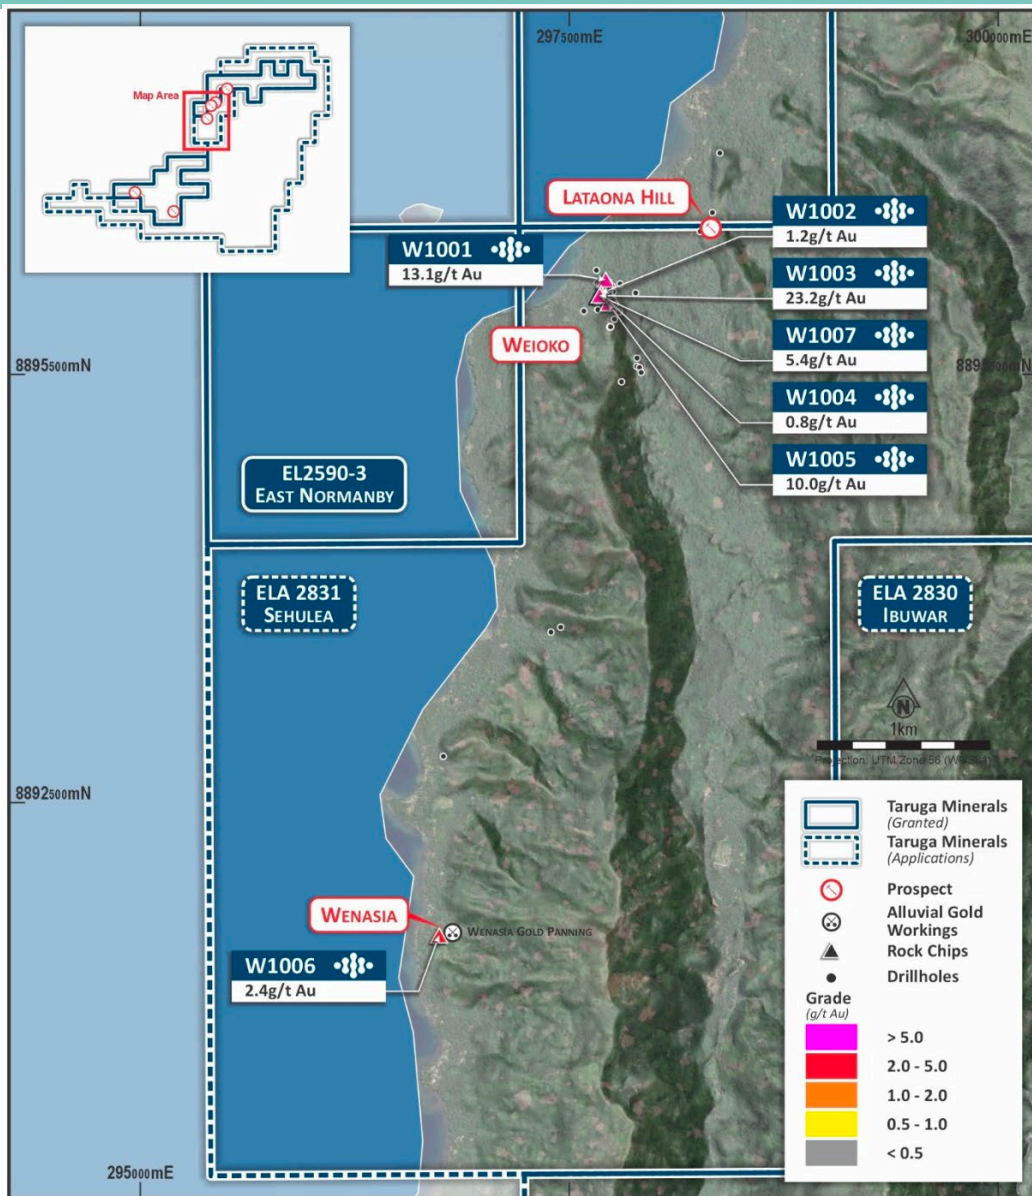 297500mE
300000mE
Map Area
LATAONA HILL
W1002
1.2g/t Au
W1001
13.1g/t Au
W1003
23.2g/t Au
WEIOKO
W1007
5.4g/t Au
8895500mN
W1004
0.8g/t Au
W1005
10.0g/t Au
EL2590-3
EAST NORMANBY
ELA 2831
SEHULEA
ELA 2830
IBUWAR
N
1km
Projection: UTM Zone 56
8892500mN
Taruga Minerals
(Granted)
Taruga Minerals
(Applications)
Prospect
Alluvial Gold
Workings
Rock Chips
Drillholes
WENASIA
WENASIA GOLD PANNING
W1006
2.4g/t Au
Grade
(g/t Au)
> 5.0
2.0 - 5.0
1.0 - 2.0
0.5 - 1.0
< 0.5
295000mE